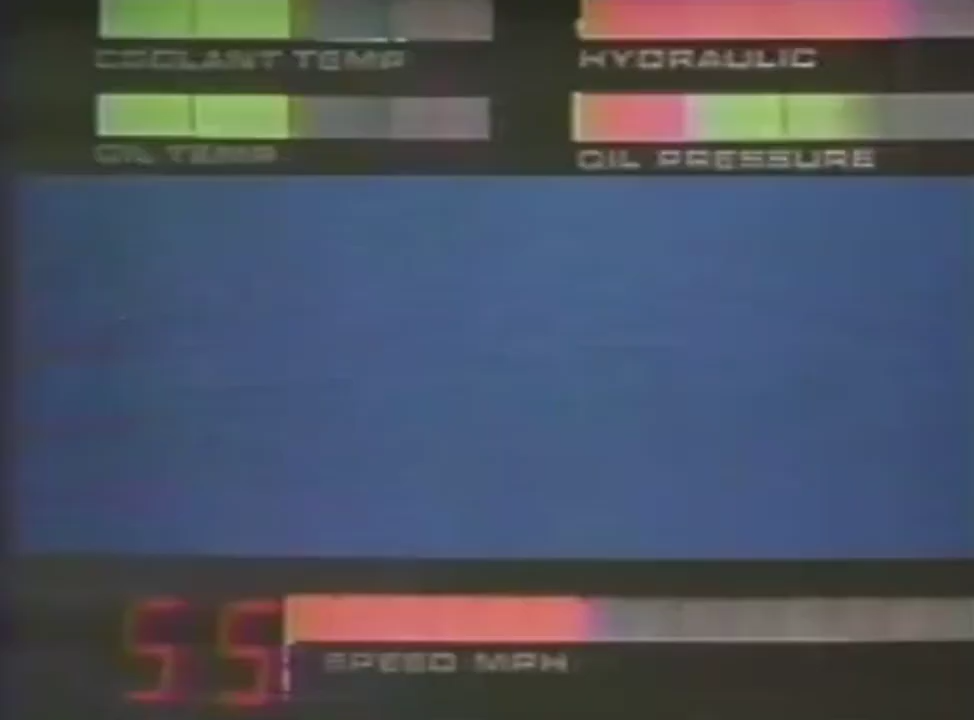 COOLANT TEMP
HYDRAULIC
OIL TEMP
OIL PRESSURE
55
SPEED MPH